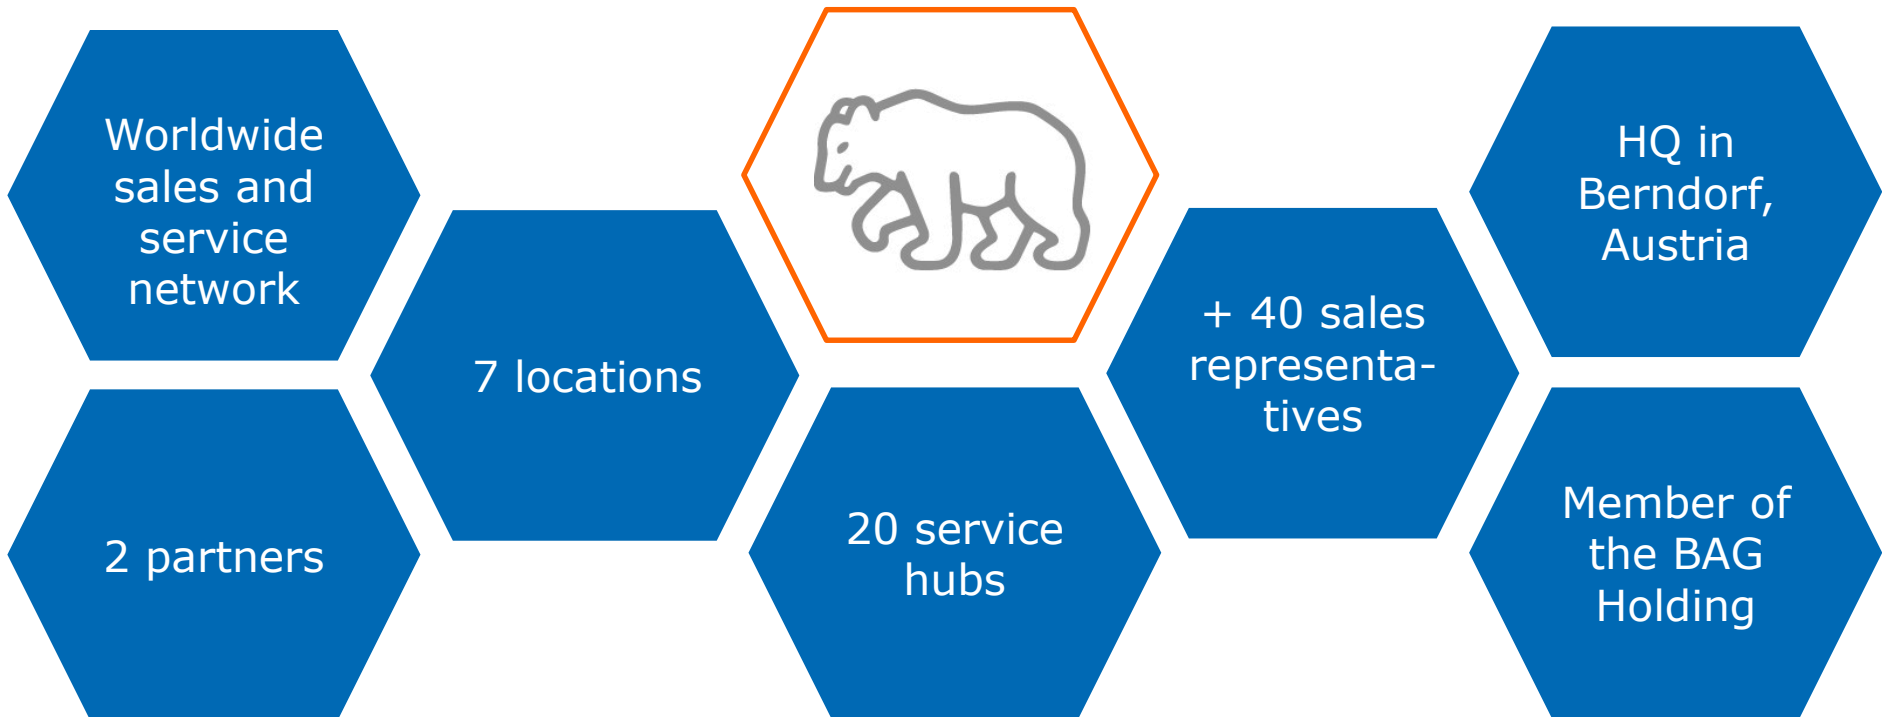 Worldwide
sales and
service
network
2 partners
7 locations
20 service
hubs
+ 40 sales
representa-
tives
HQ in
Berndorf,
Austria
Member of
the BAG
Holding